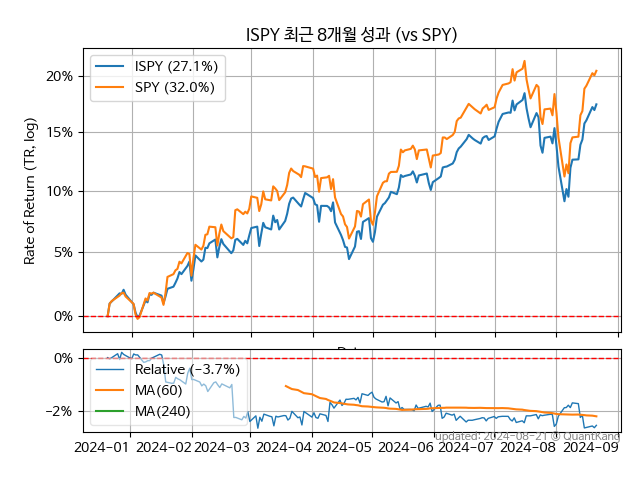 ISPY 최근 8개월 성과 (vs SPY)
ISPY (27.1%)
SPY (32.0%)
20%
15%
10%
5%
0%
Rate of Return (TR, log)
0%
−2%
Relative (−3.7%)
MA(60)
MA(240)
2024−01 2024−02 2024−03 2024−04 2024−05 2024−06 2024−07 2024−08 2024−09
updated: 2024−08−21 © QuantKang